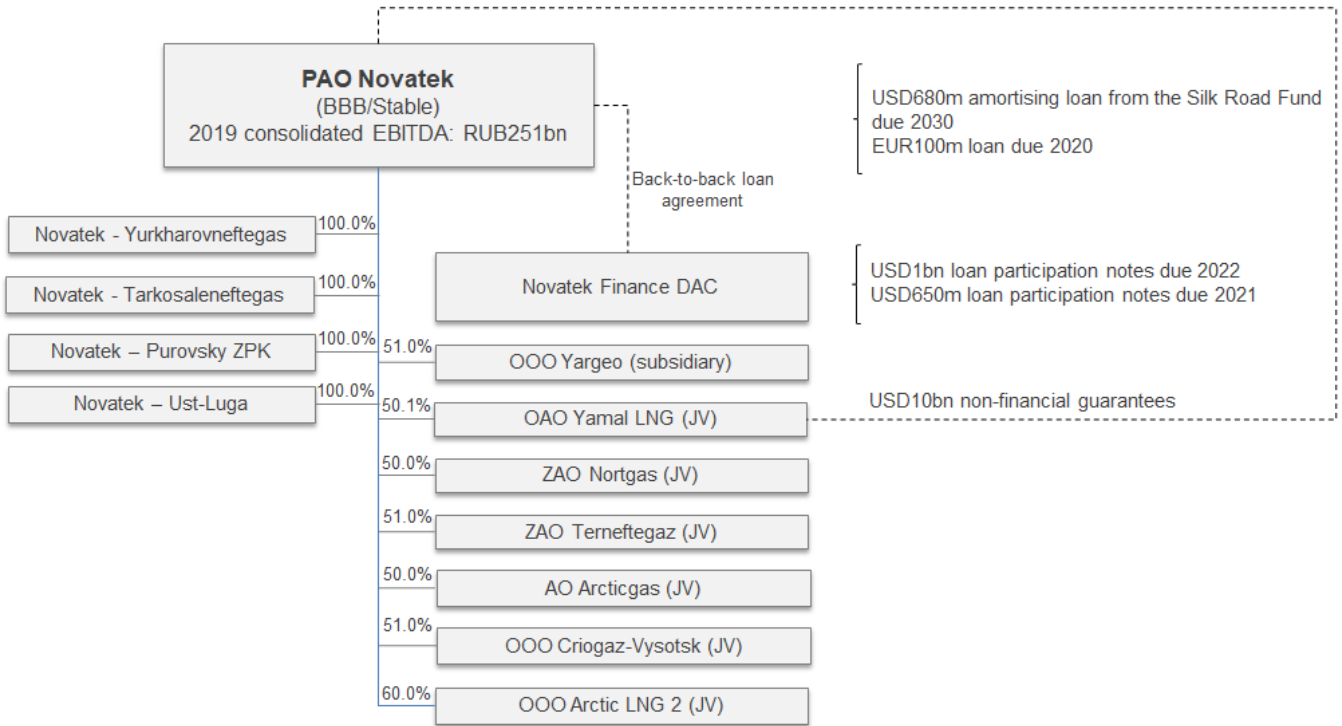 PAO Novatek
(BBB/Stable)
2019 consolidated EBITDA: RUB251bn
USD680m amortising loan from the Silk Road Fund
due 2030
EUR100m loan due 2020
Back-to-back loan
agreement
100.0%
Novatek - Yurkharovneftegas
100.0%
Novatek - Tarkosaleneftegas
100.0%
Novatek – Purovsky ZPK
100.0%
Novatek – Ust-Luga
Novatek Finance DAC
USD1bn loan participation notes due 2022
USD650m loan participation notes due 2021
51.0%
OOO Yargeo (subsidiary)
50.1%
OAO Yamal LNG (JV)
USD10bn non-financial guarantees
50.0%
ZAO Nortgas (JV)
51.0%
ZAO Terneftegaz (JV)
50.0%
AO Arcticgas (JV)
51.0%
OOO Criogaz-Vysotsk (JV)
60.0%
OOO Arctic LNG 2 (JV)